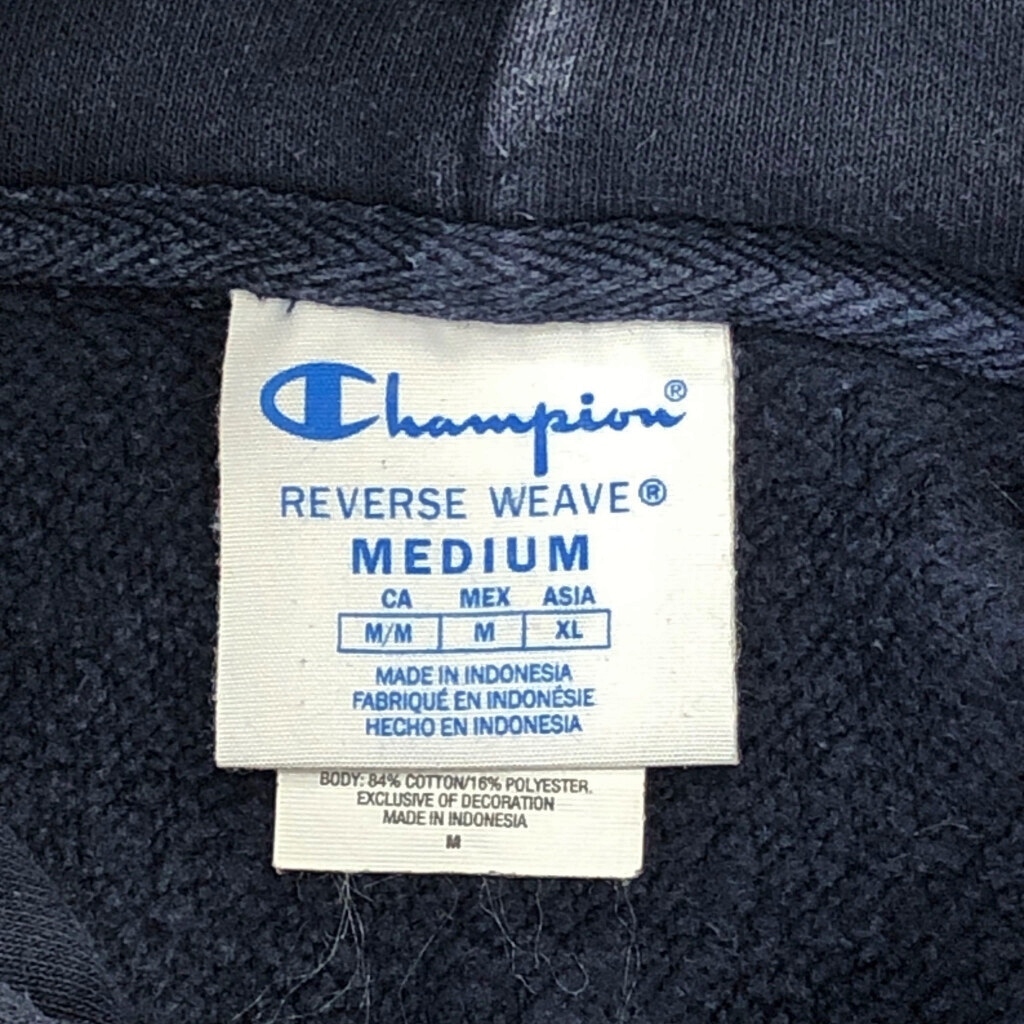 Champion®
REVERSE WEAVE®
MEDIUM
CA MEX ASIA
M/M M XL
MADE IN INDONESIA
FABRIQUÉ EN INDONÉSIE
HECHO EN INDONESIA
BODY: 84% COTTON/16% POLYESTER,
EXCLUSIVE OF DECORATION
MADE IN INDONESIA
M